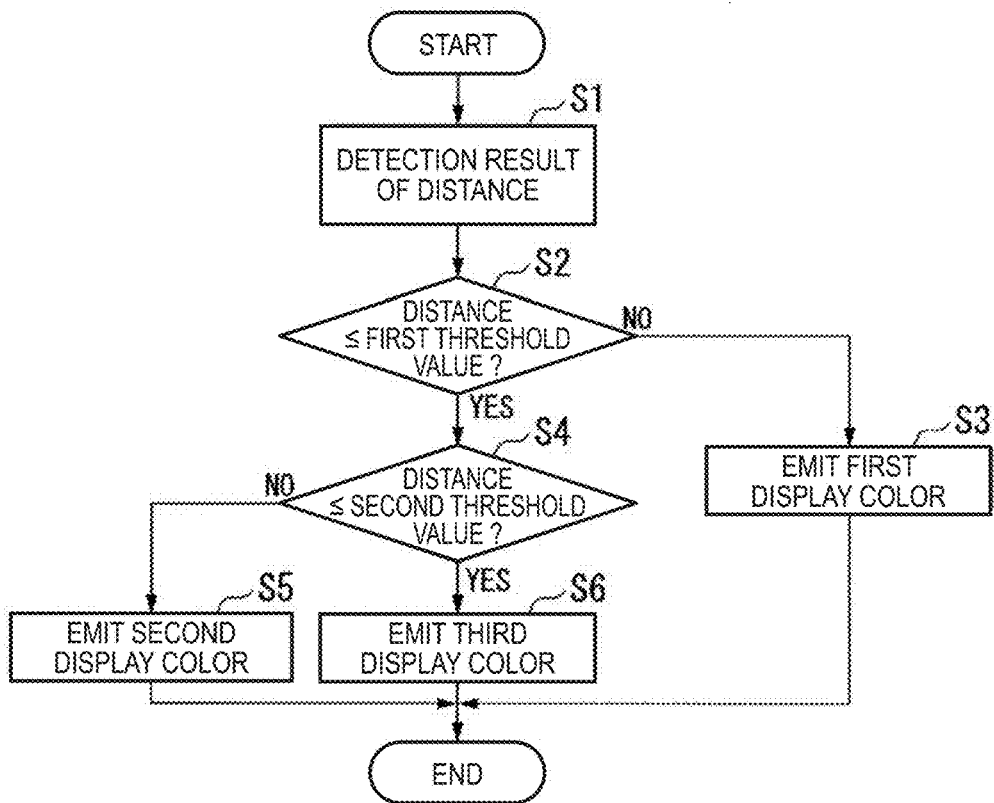 START
S1
DETECTION RESULT
OF DISTANCE
S2
DISTANCE
≤ FIRST THRESHOLD
VALUE ?
NO
YES
S3
EMIT FIRST
DISPLAY COLOR
S4
DISTANCE
≤ SECOND THRESHOLD
VALUE ?
NO
YES
S5
EMIT SECOND
DISPLAY COLOR
S6
EMIT THIRD
DISPLAY COLOR
END